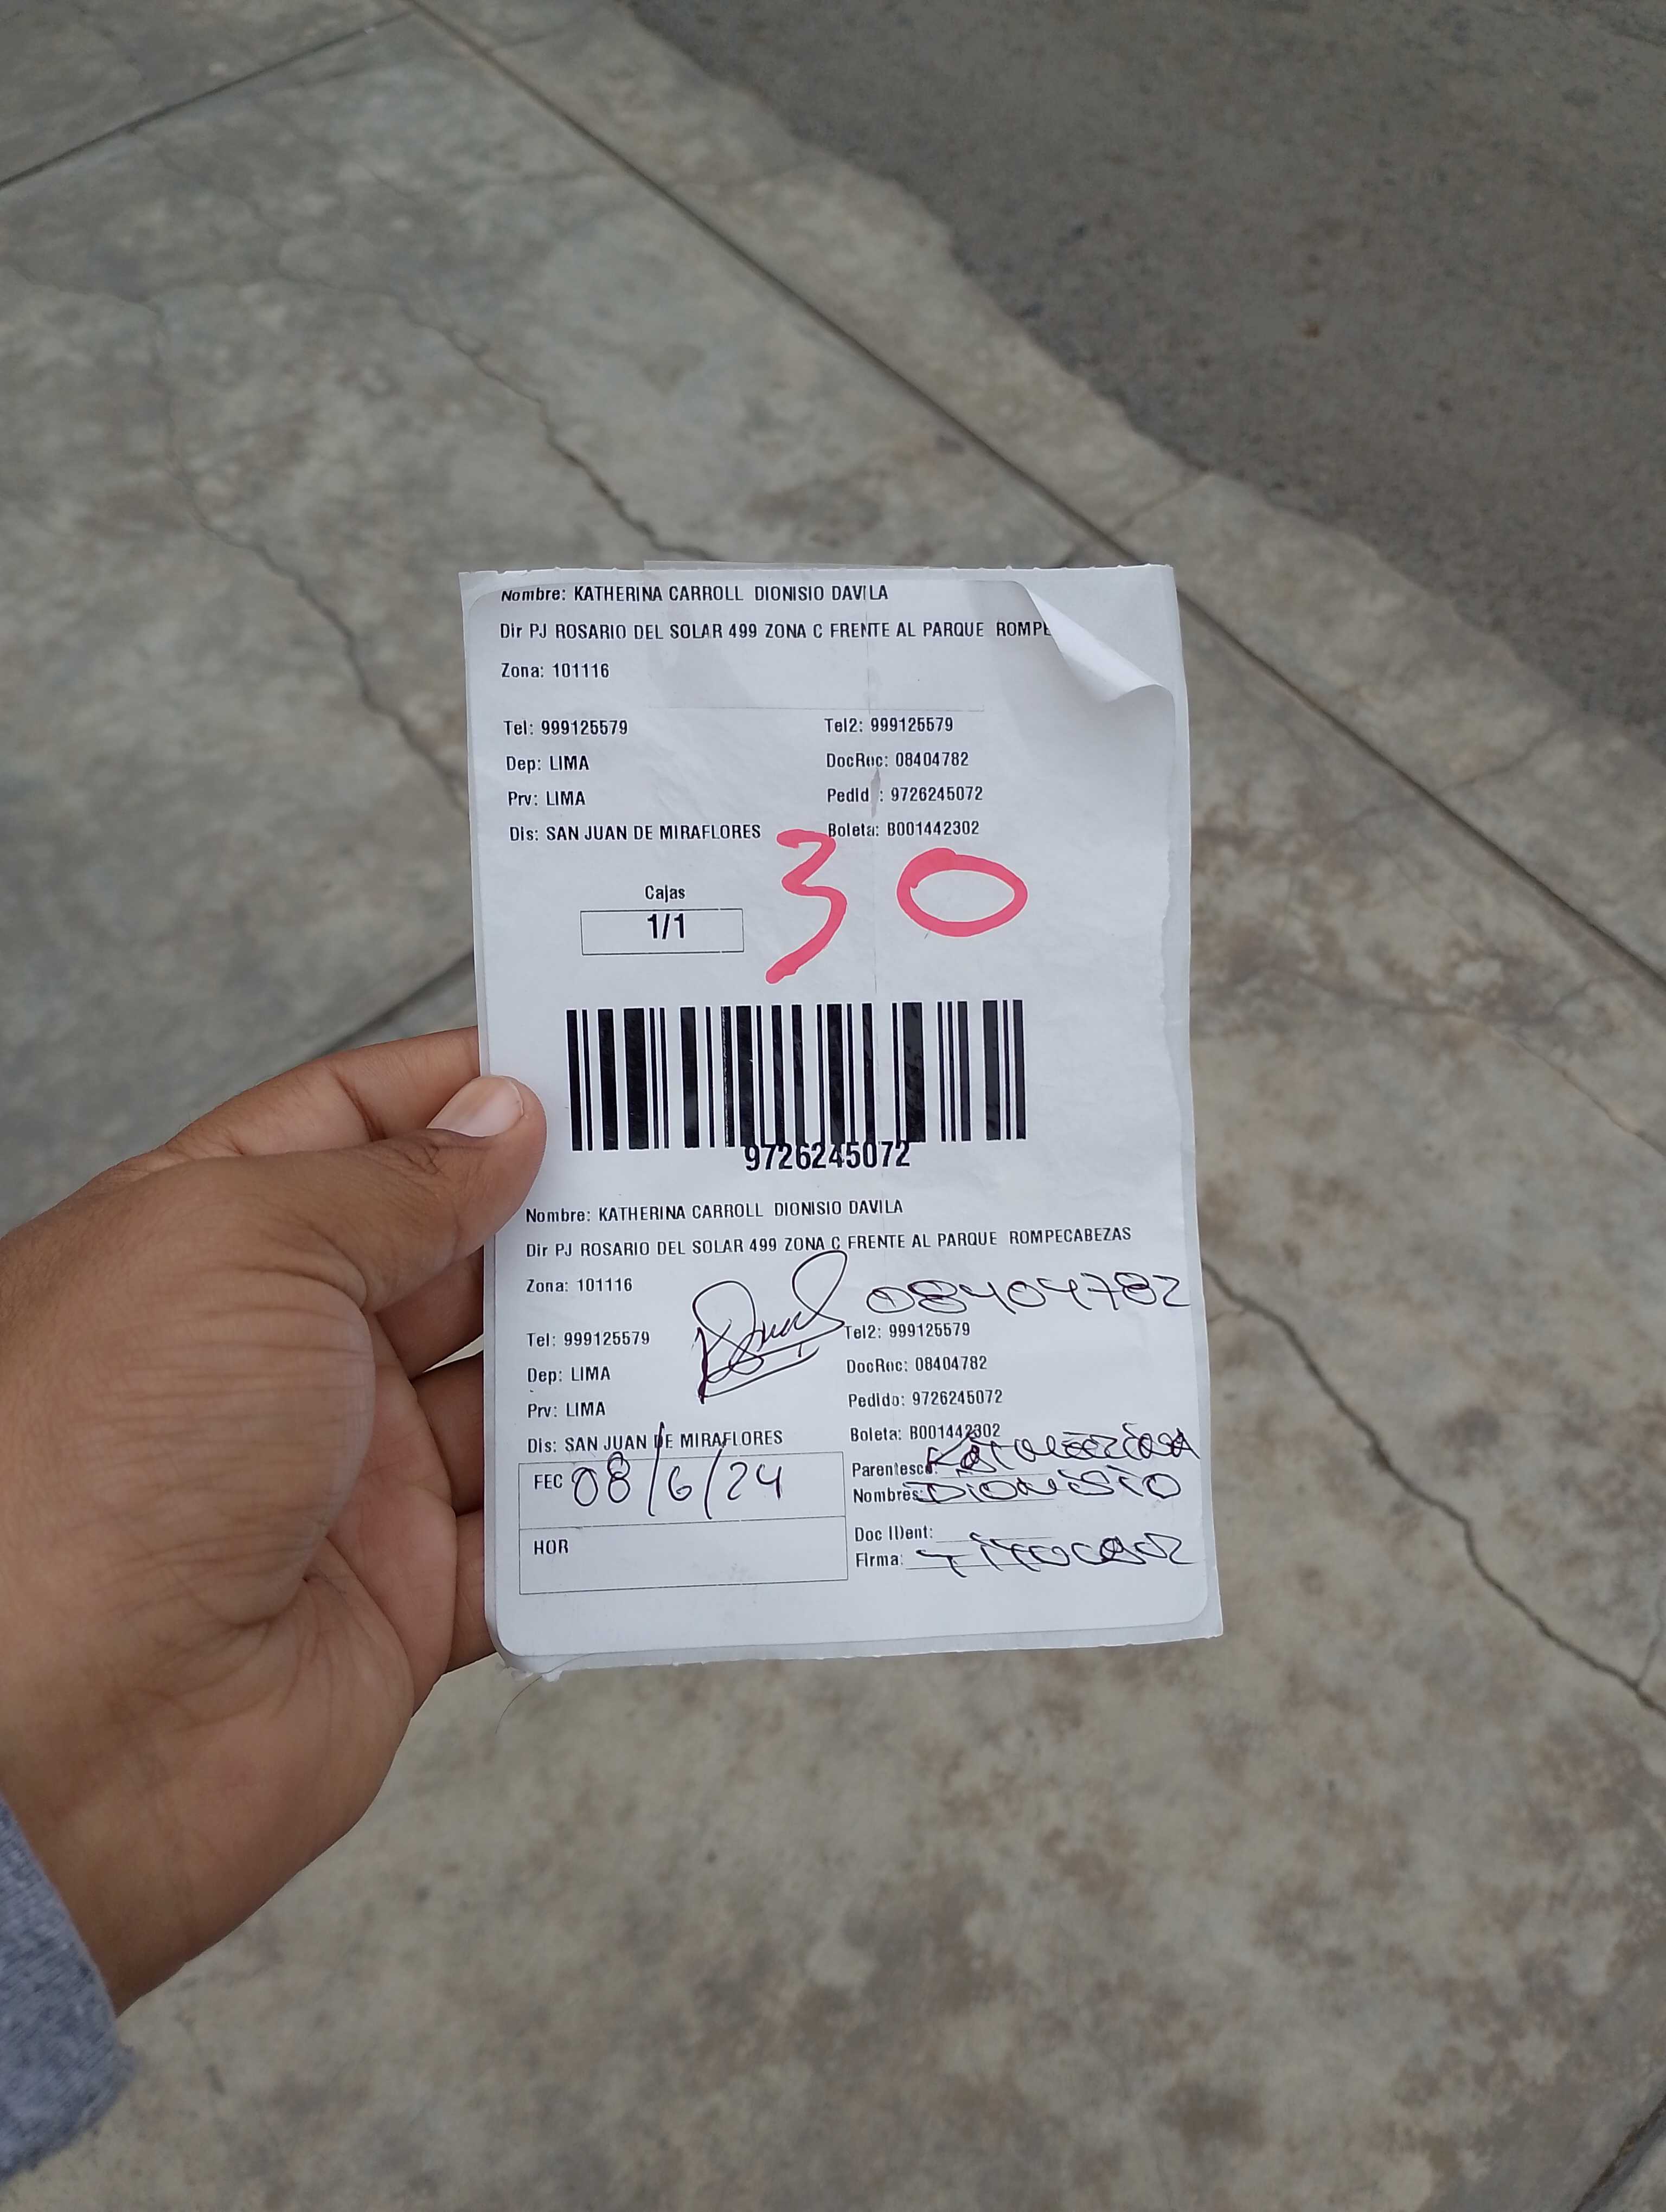 Nombre: KATHERINA CARROLL DIONISIO DAVILA
Dir PJ ROSARIO DEL SOLAR 499 ZONA C FRENTE AL PARQUE ROMPE
Zona: 101116
Tel: 999125579 Tel2: 999125579
Dep: LIMA DocRec: 08404782
Prv: LIMA PedId : 9726245072
Dis: SAN JUAN DE MIRAFLORES Boleta: B001442302
30
Cajas
1/1
9726245072
Nombre: KATHERINA CARROLL DIONISIO DAVILA
Dir PJ ROSARIO DEL SOLAR 499 ZONA C FRENTE AL PARQUE ROMPECABEZAS
Zona: 101116 08404782
Tel: 999125579 Tel2: 999125579
Dep: LIMA DocRec: 08404782
Prv: LIMA Pedido: 9726245072
Dis: SAN JUAN DE MIRAFLORES Boleta: B001442302
FEC 08/6/24 Parentesco:
Nombres: DIONISIO
HOR Doc IDent:
Firma: